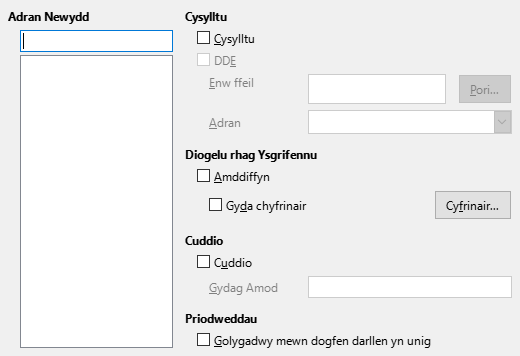 Adran Newydd
Cysylltu
Cysylltu
DDE
Enw ffeil
Pori...
Adran
Diogelu rhag Ysgrifennu
Amddiffyn
Gyda chyfrinair
Cyfrinair...
Cuddio
Cuddio
Gydag Amod
Priodweddau
Golygadwy mewn dogfen darllen yn unig